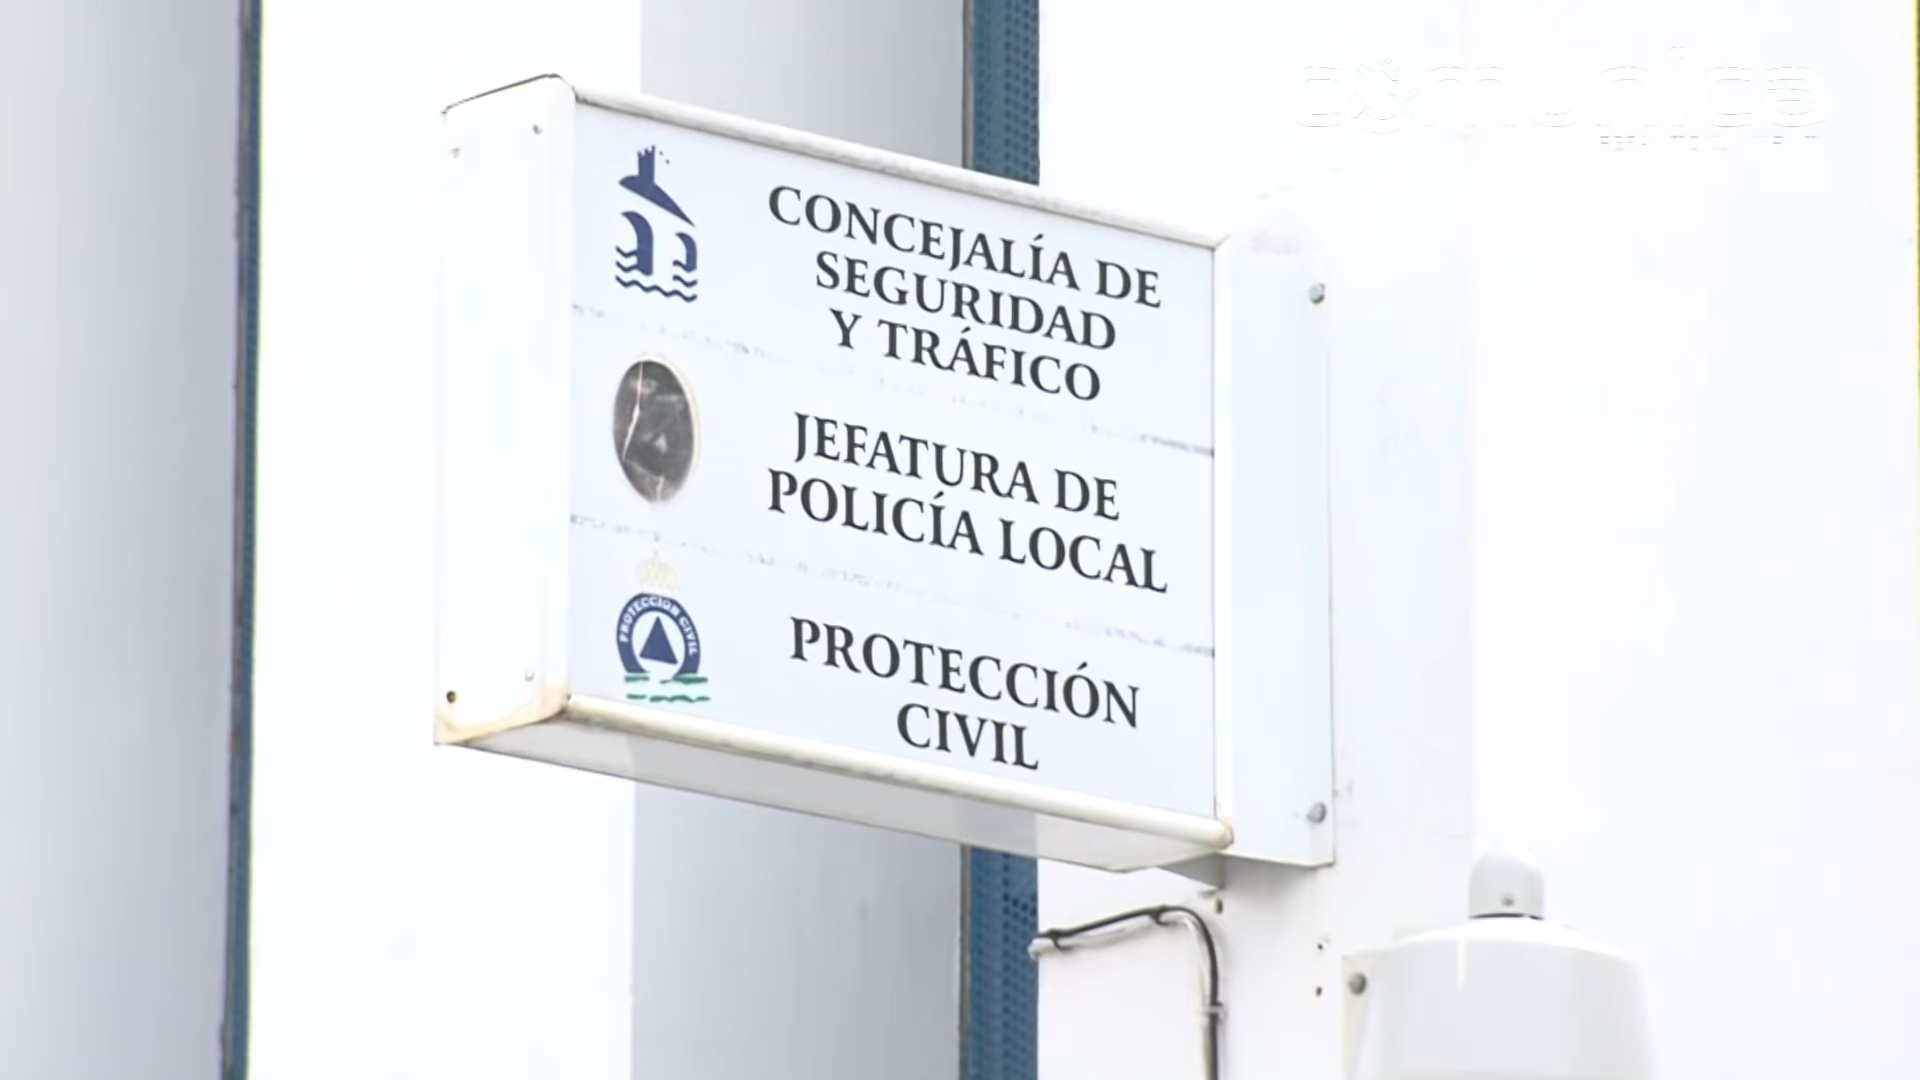 comunica
CONCEJALÍA DE
SEGURIDAD
Y TRÁFICO
JEFATURA DE
POLICÍA LOCAL
PROTECCIÓN CIVIL
PROTECCIÓN
CIVIL